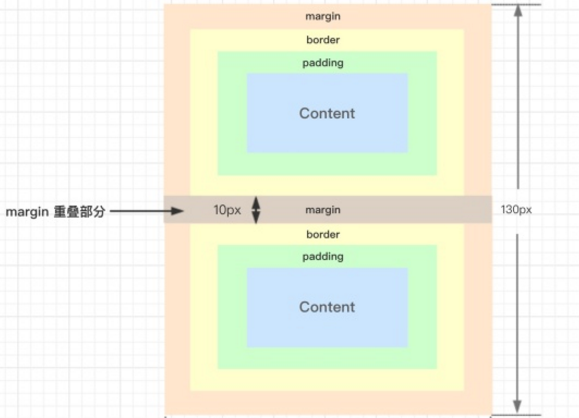 margin
border
padding
Content
margin 重叠部分
10px
margin
130px
border
padding
Content